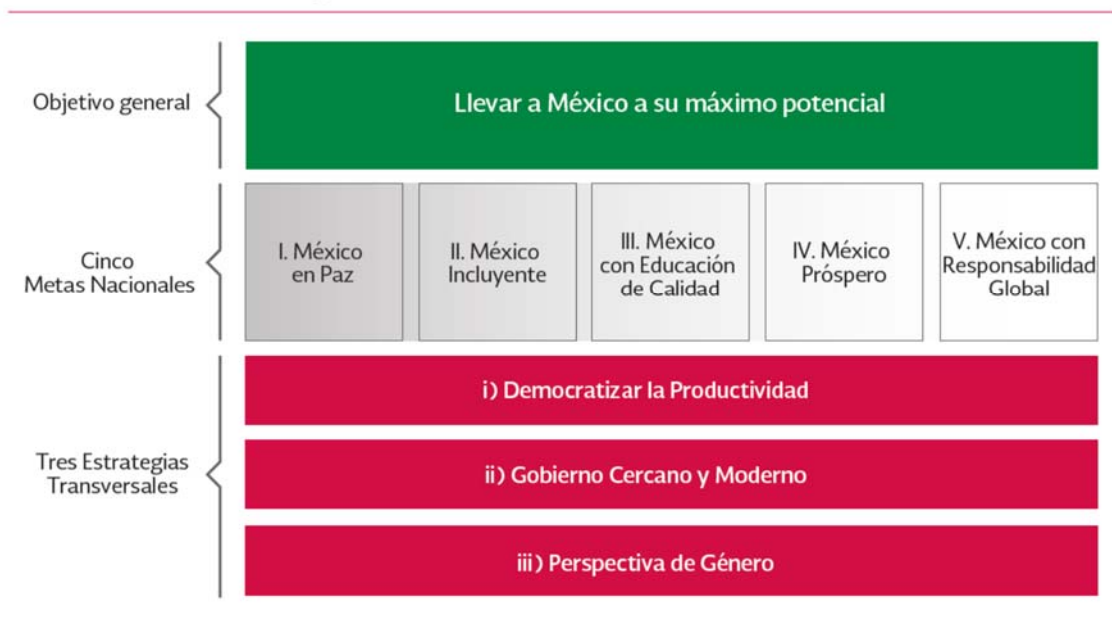 Objetivo general
Llevar a México a su máximo potencial
Cinco
Metas Nacionales
I. México
en Paz
II. México
Incluyente
III. México
con Educación
de Calidad
IV. México
Próspero
V. México con
Responsabilidad
Global
Tres Estrategias
Transversales
i) Democratizar la Productividad
ii) Gobierno Cercano y Moderno
iii) Perspectiva de Género